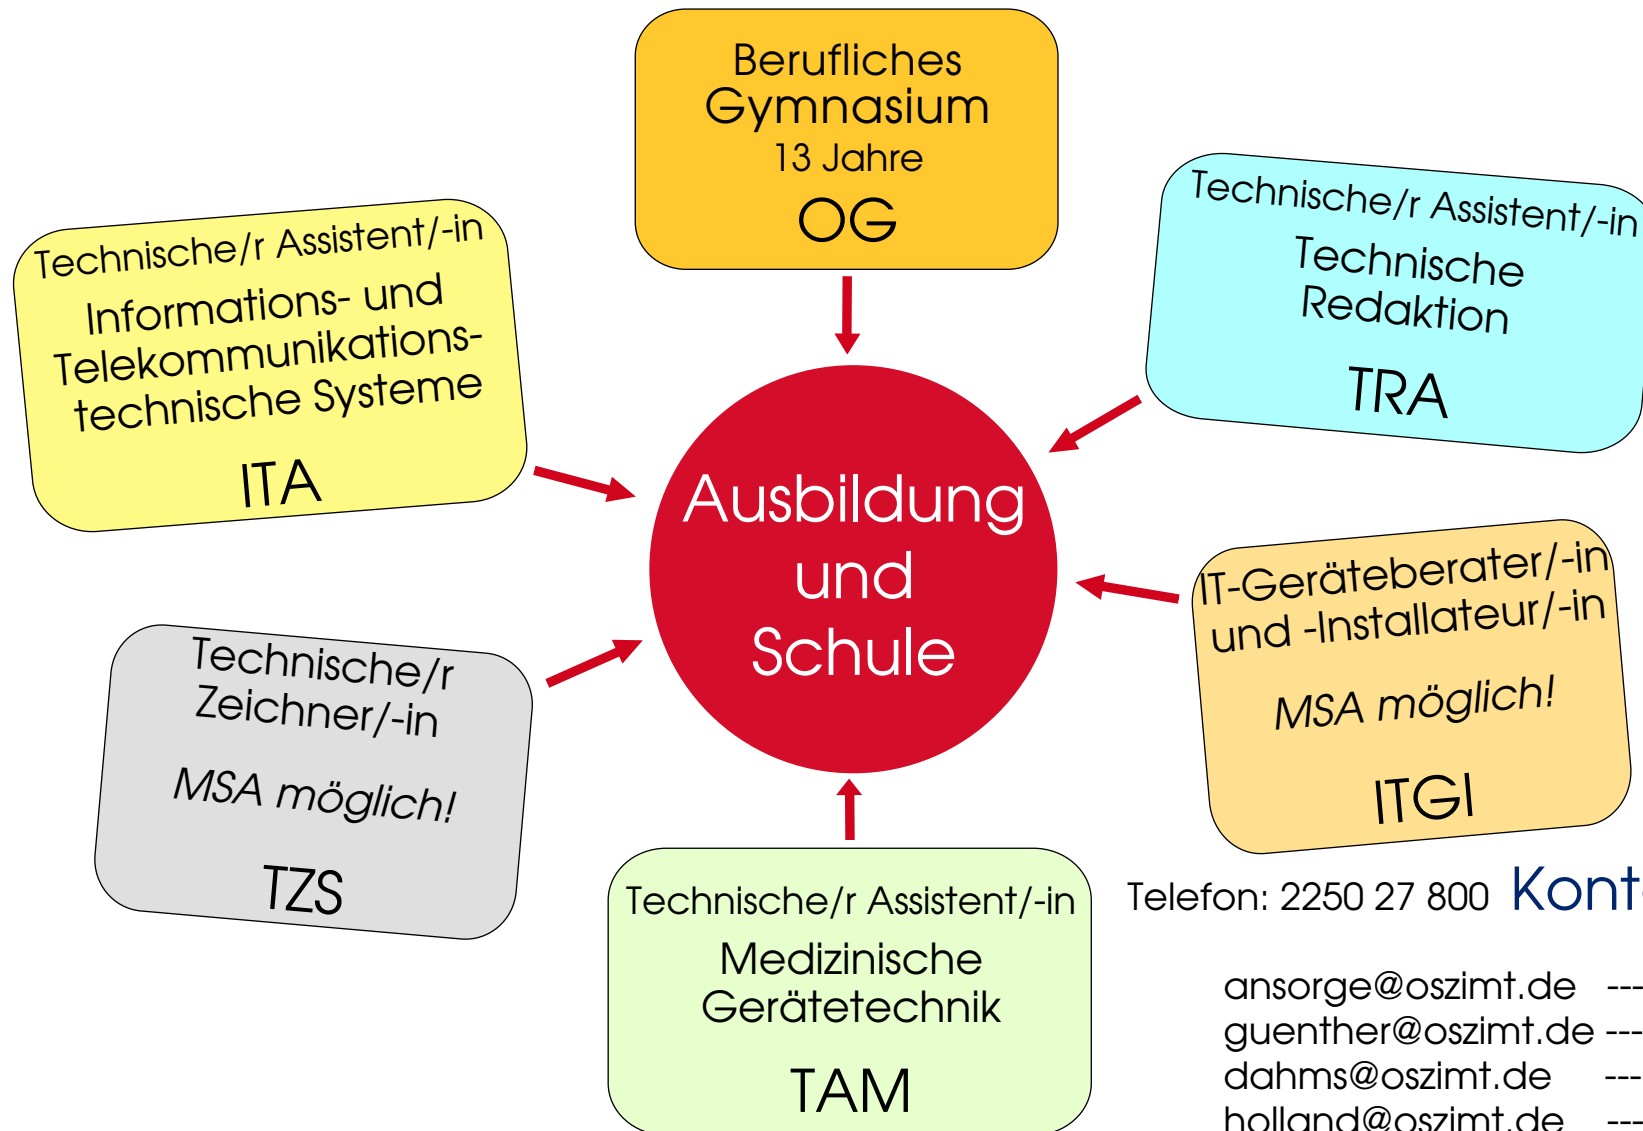 Berufliches
Gymnasium
13 Jahre
OG
Technische/r Assistent/-in
Informations- und
Telekommunikations-
technische Systeme
ITA
Technische/r Assistent/-in
Technische
Redaktion
TRA
Ausbildung
und
Schule
IT-Geräteberater/-in
und -Installateur/-in
MSA möglich!
ITGI
Technische/r
Zeichner/-in
MSA möglich!
TZS
Technische/r Assistent/-in
Medizinische
Gerätetechnik
TAM
Telefon: 2250 27 800
ansorge@oszimt.de ---
guenther@oszimt.de ---
dahms@oszimt.de ---
holland@oszimt.de ---